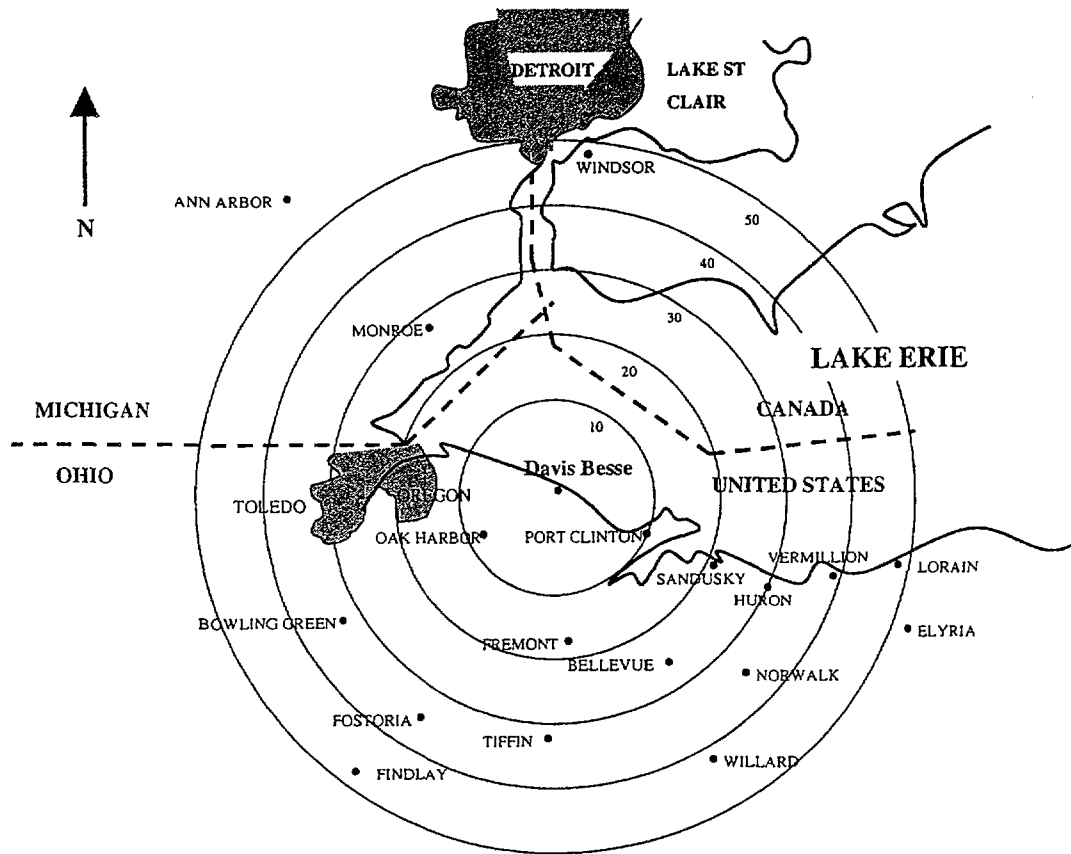 DETROIT
LAKE ST
CLAIR
WINDSOR
ANN ARBOR
N
50
40
30
20
10
MONROE
LAKE ERIE
MICHIGAN
CANADA
OHIO
Davis Besse
UNITED STATES
TOLEDO
OREGON
OAK HARBOR
PORT CLINTON
VERMILLION
LORAIN
SANDUSKY
HURON
BOWLING GREEN
ELYRIA
FREMONT
BELLEVUE
NORWALK
FOSTORIA
TIFFIN
WILLARD
FINDLAY